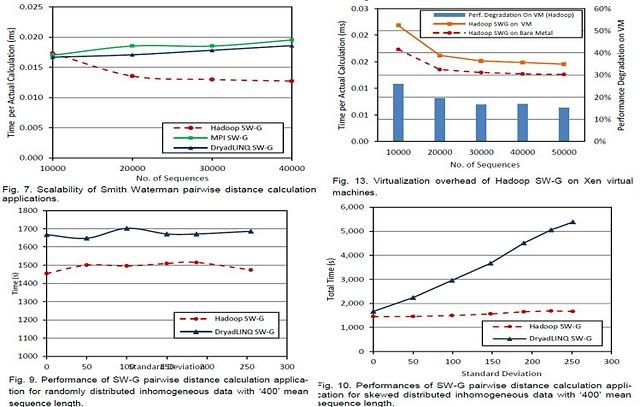 0.025
0.020
0.015
0.010
0.005
0.000
Time per Actual Calculation (ms)
Hadoop SW-G
MPI SW-G
DryadLINQ SW-G
10000 20000 30000 40000
No. of Sequences
Fig. 7. Scalability of Smith Waterman pairwise distance calculation
applications.
0.03
0.02
0.02
0.01
0.01
0.00
Time per Actual Calculation (ms)
Perf. Degradation On VM (Hadoop)
Hadoop SWG on VM
Hadoop SWG on Bare Metal
60%
50%
40%
30%
20%
10%
0%
Performance Degradation on VM
10000 20000 30000 40000 50000
No. of Sequences
Fig. 13. Virtualization overhead of Hadoop SW-G on Xen virtual
machines.
1800
1700
1600
1500
1400
1300
1200
1100
1000
Time (s)
Hadoop SW-G
DryadLINQ SW-G
0 50 100 150 200 250 300
Standard Deviation
Fig. 9. Performance of SW-G pairwise distance calculation applica-
tion for randomly distributed inhomogeneous data with ‘400’ mean
sequence length.
6,000
5,000
4,000
3,000
2,000
1,000
0
Total Time (s)
Hadoop SW-G
DryadLINQ SW-G
0 50 100 150 200 250 300
Standard Deviation
Fig. 10. Performances of SW-G pairwise distance calculation appli-
cation for skewed distributed inhomogeneous data with ‘400’ mean
sequence length.